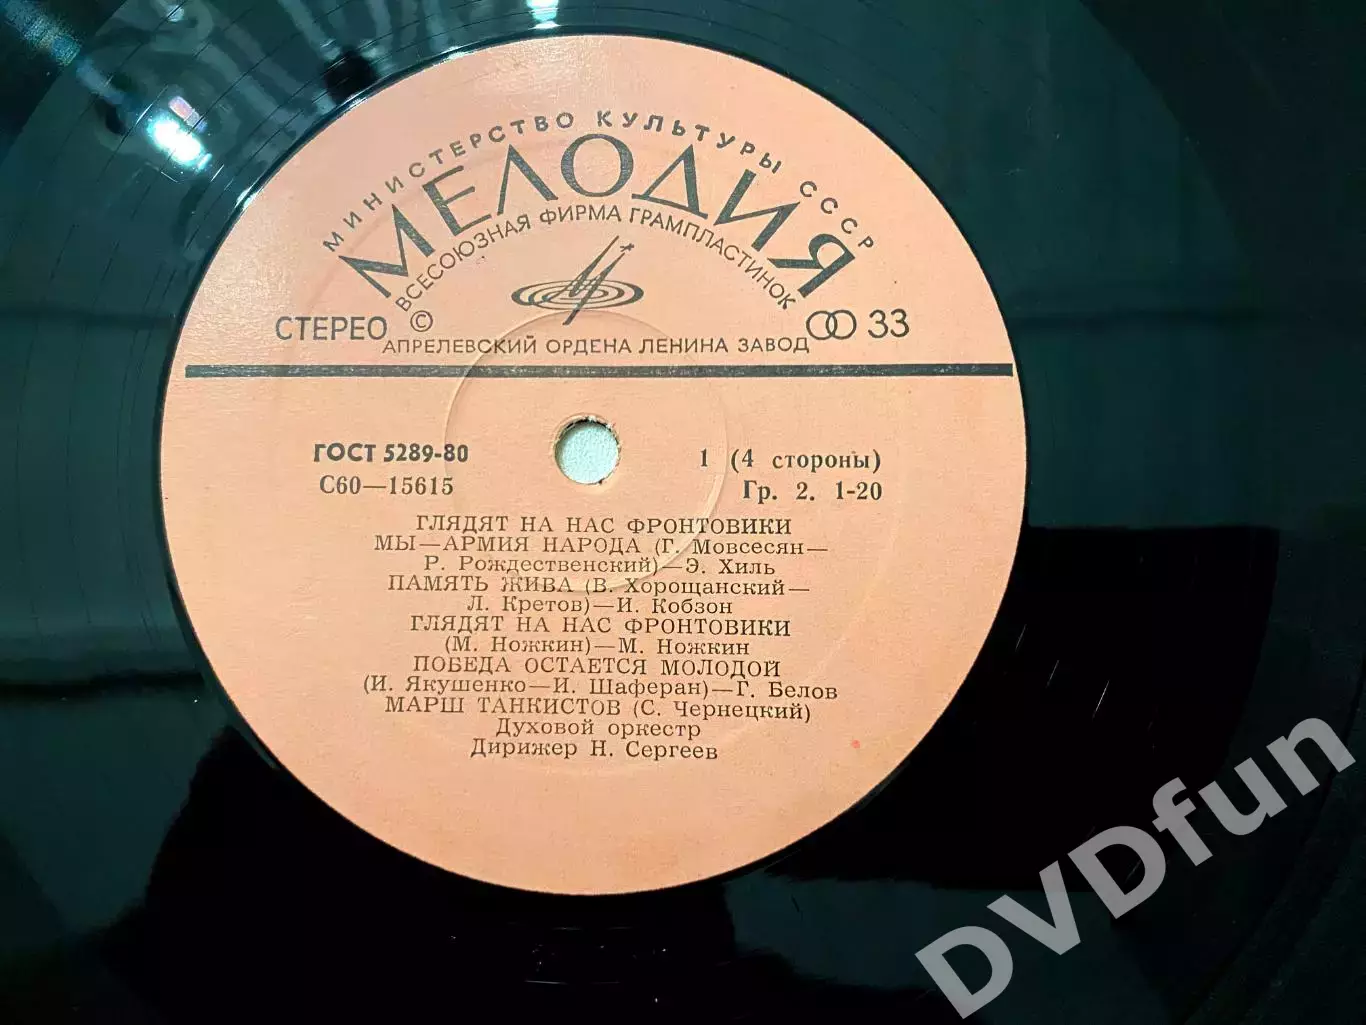 МИНИСТЕРСТВО КУЛЬТУРЫ СССР
МЕЛОДИЯ
ВСЕСОЮЗНАЯ ФИРМА ГРАМПЛАСТИНОК
СТЕРЕО © 33
АПРЕЛЕВСКИЙ ОРДЕНА ЛЕНИНА ЗАВОД
ГОСТ 5289-80 1 (4 стороны)
С60—15615 Гр. 2. 1-20
ГЛЯДЯТ НА НАС ФРОНТОВИКИ
МЫ—АРМИЯ НАРОДА (Г. Мовсесян—
Р. Рождественский)—Э. Хиль
ПАМЯТЬ ЖИВА (В. Хорощанский—
Л. Кретов)—И. Кобзон
ГЛЯДЯТ НА НАС ФРОНТОВИКИ
(М. Ножкин)—М. Ножкин
ПОБЕДА ОСТАЕТСЯ МОЛОДОЙ
(И. Якушенко—И. Шаферан)—Г. Белов
МАРШ ТАНКИСТОВ (С. Чернецкий)
Духовой оркестр
Дирижер Н. Сергеев
DVDfun